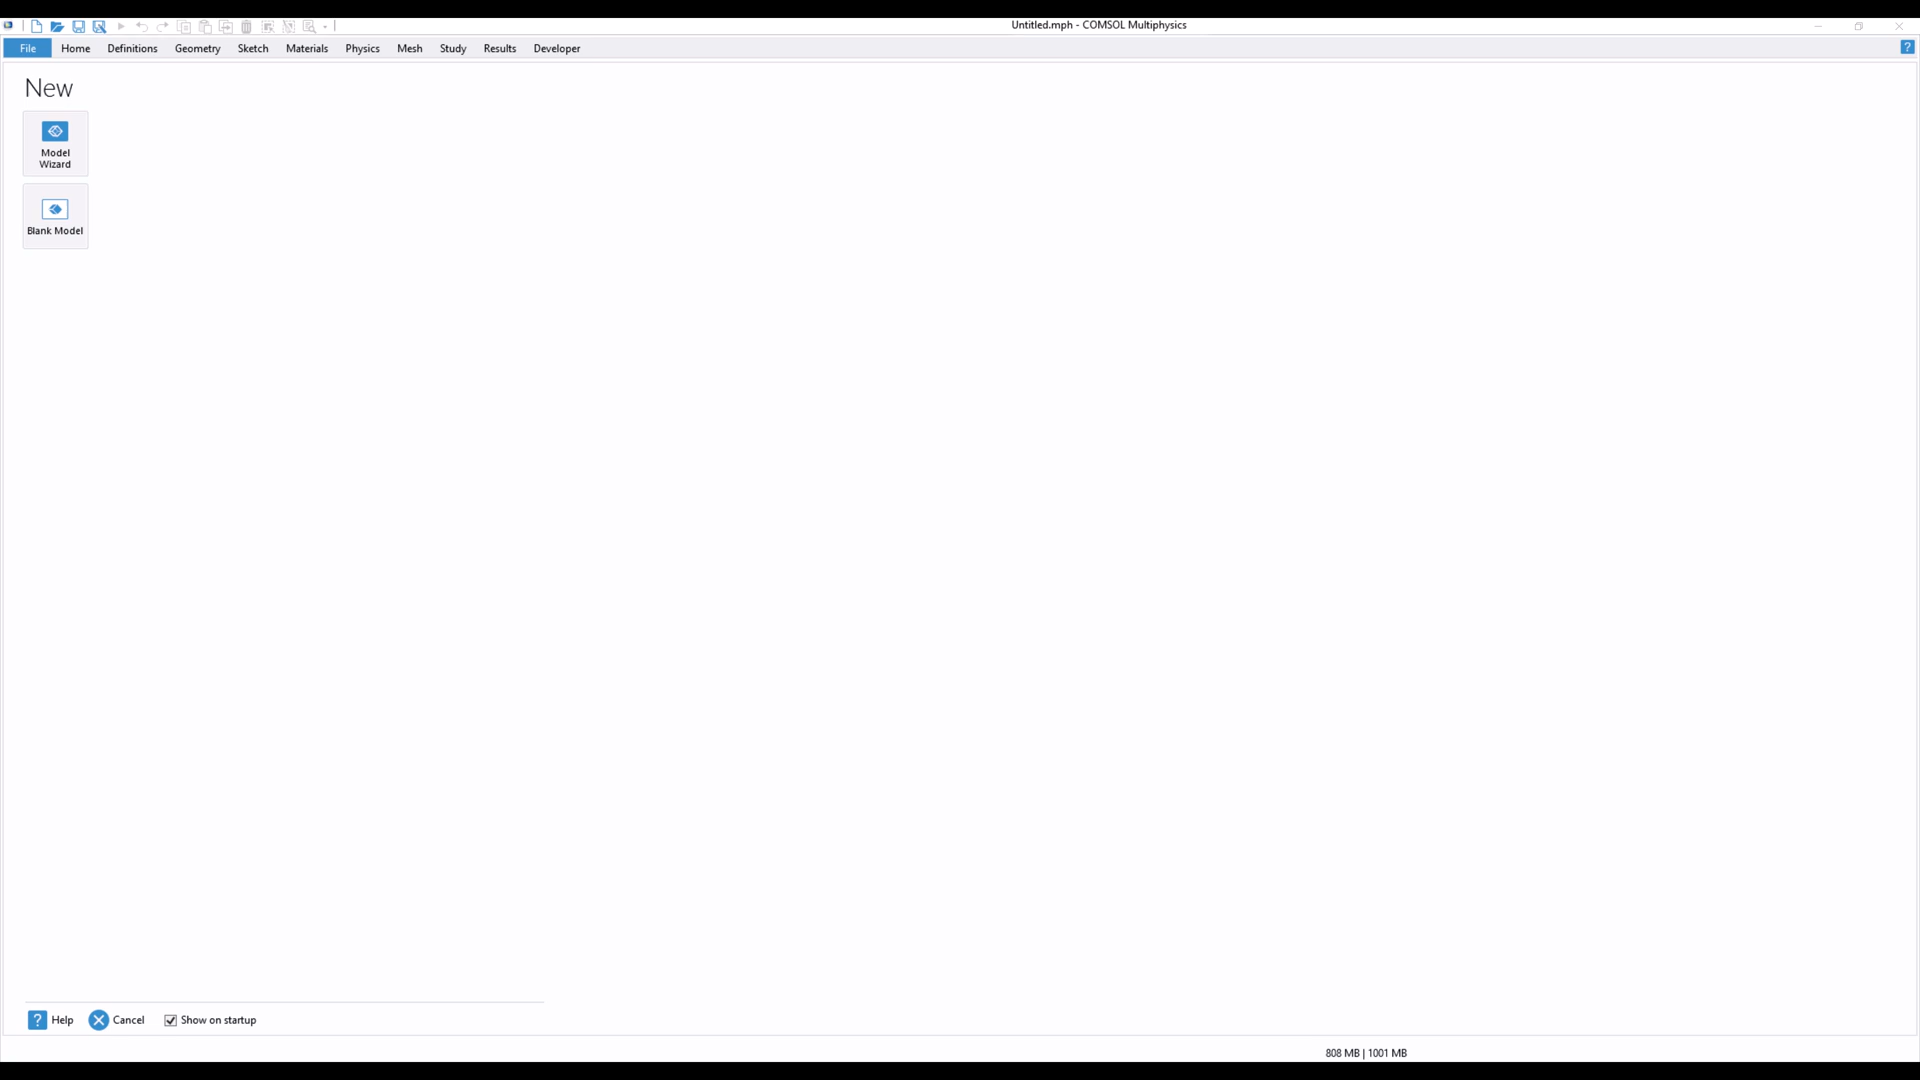 Untitled.mph - COMSOL Multiphysics
File Home Definitions Geometry Sketch Materials Physics Mesh Study Results Developer ?
New
Model
Wizard
Blank Model
? Help Cancel Show on startup
808 MB | 1001 MB